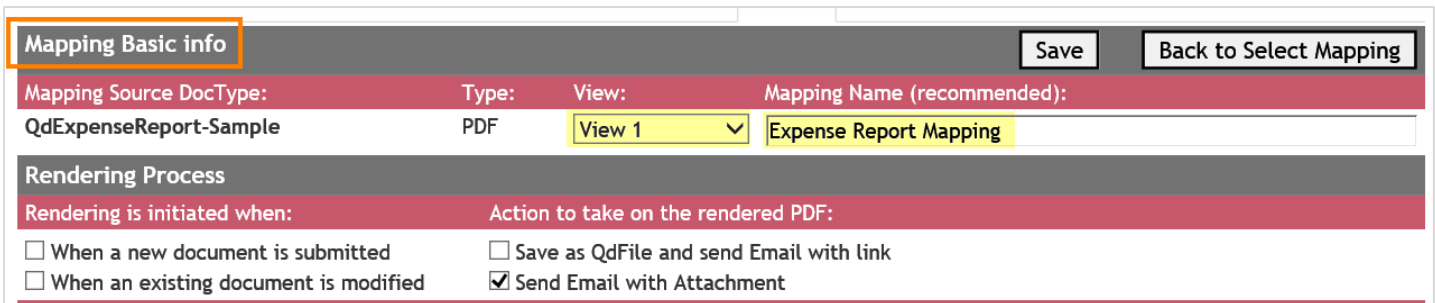 Mapping Basic info Save Back to Select Mapping
Mapping Source DocType: Type: View: Mapping Name (recommended):
QdExpenseReport-Sample PDF View 1 Expense Report Mapping
Rendering Process
Rendering is initiated when: Action to take on the rendered PDF:
When a new document is submitted Save as QdFile and send Email with link
When an existing document is modified Send Email with Attachment